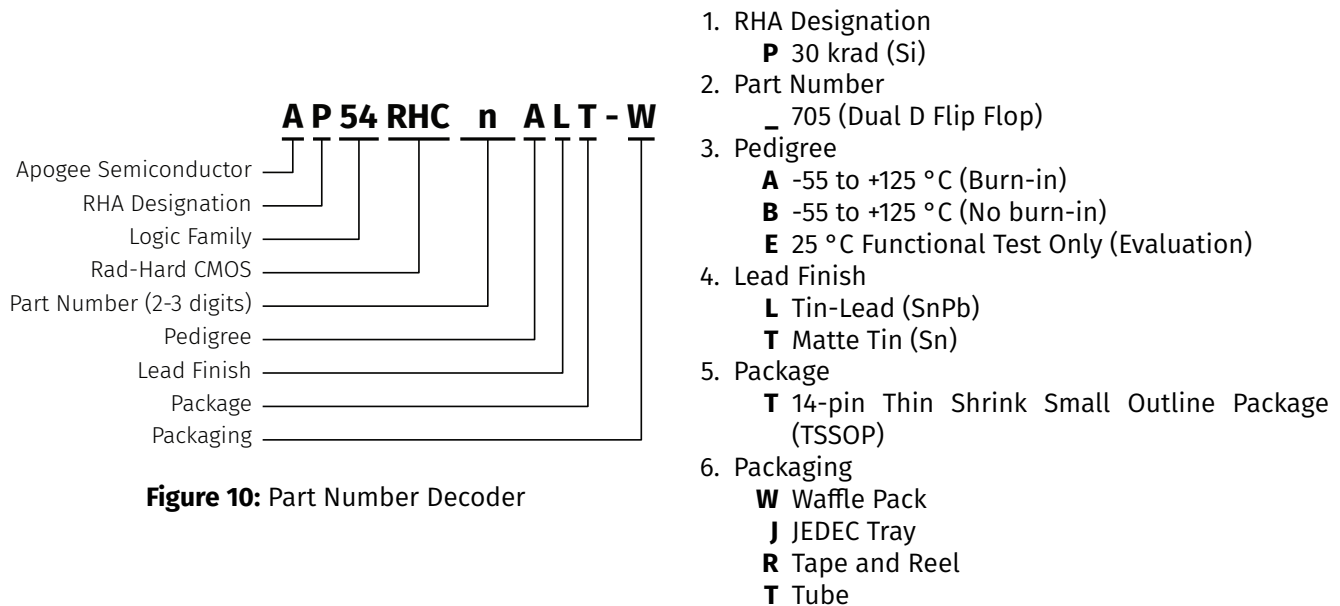 A P 54 RHC n A L T - W
Apogee Semiconductor
RHA Designation
Logic Family
Rad-Hard CMOS
Part Number (2-3 digits)
Pedigree
Lead Finish
Package
Packaging
Figure 10: Part Number Decoder
1. RHA Designation
P 30 krad (Si)
2. Part Number
_ 705 (Dual D Flip Flop)
3. Pedigree
A -55 to +125 °C (Burn-in)
B -55 to +125 °C (No burn-in)
E 25 °C Functional Test Only (Evaluation)
4. Lead Finish
L Tin-Lead (SnPb)
T Matte Tin (Sn)
5. Package
T 14-pin Thin Shrink Small Outline Package
(TSSOP)
6. Packaging
W Waffle Pack
J JEDEC Tray
R Tape and Reel
T Tube